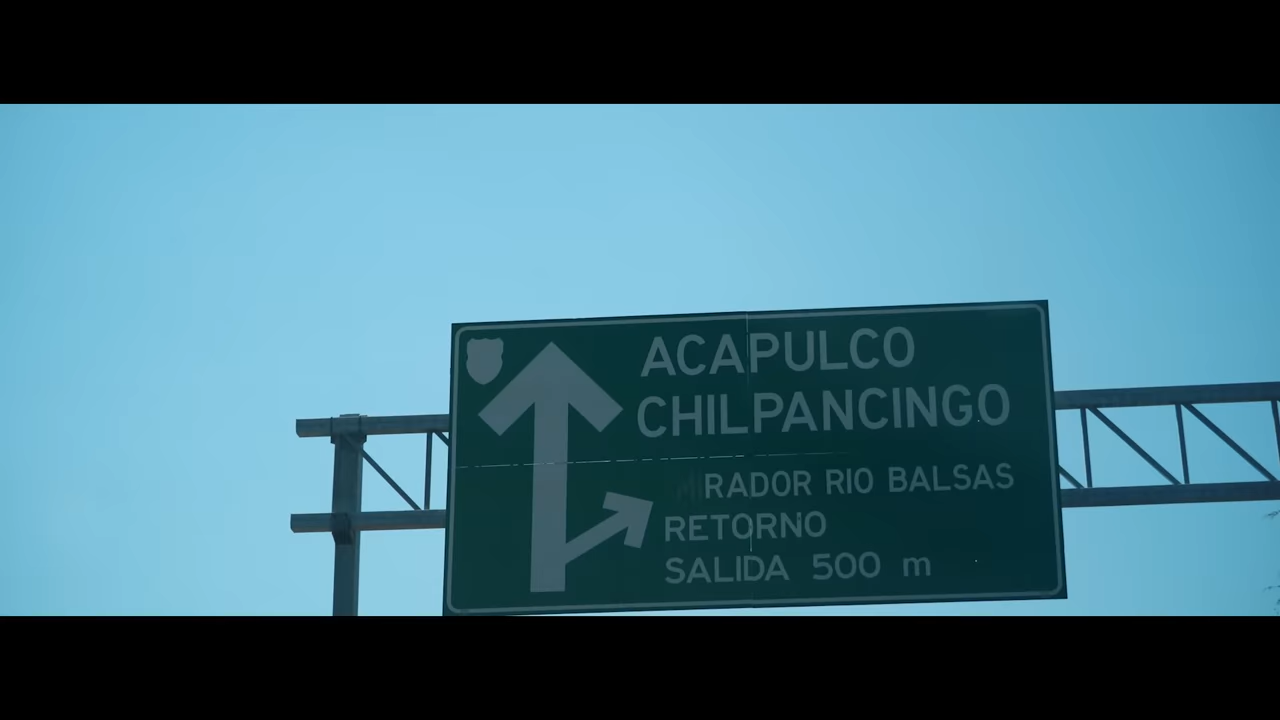 ACAPULCO
CHILPANCINGO
RADOR RIO BALSAS
RETORNO
SALIDA 500 m